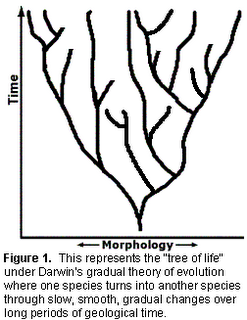 Time
Morphology
Figure 1. This represents the "tree of life"
under Darwin's gradual theory of evolution
where one species turns into another species
through slow, smooth, gradual changes over
long periods of geological time.